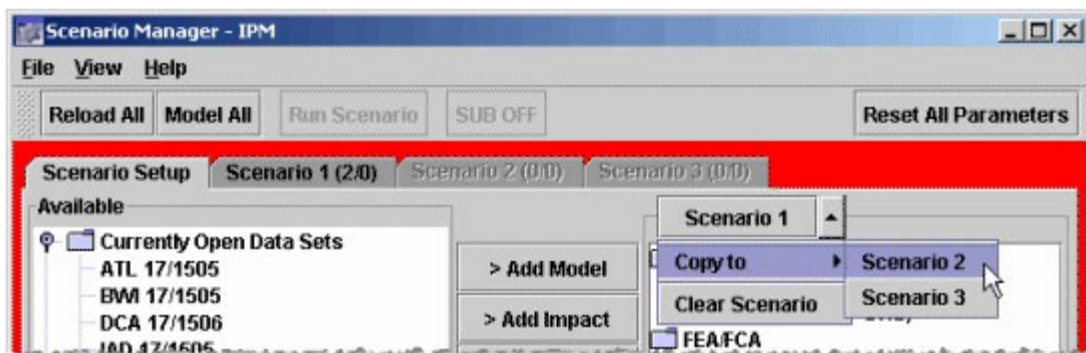 Scenario Manager - IPM
File View Help
Reload All Model All Run Scenario SUB OFF Reset All Parameters
Scenario Setup Scenario 1 (2/0) Scenario 2 (0/0) Scenario 3 (0/0)
Available Scenario 1
Currently Open Data Sets
ATL 17/1505 > Add Model Copy to Scenario 2
BWI 17/1505 Clear Scenario Scenario 3
DCA 17/1506 > Add Impact
IAD 17/1505 FEA/FCA